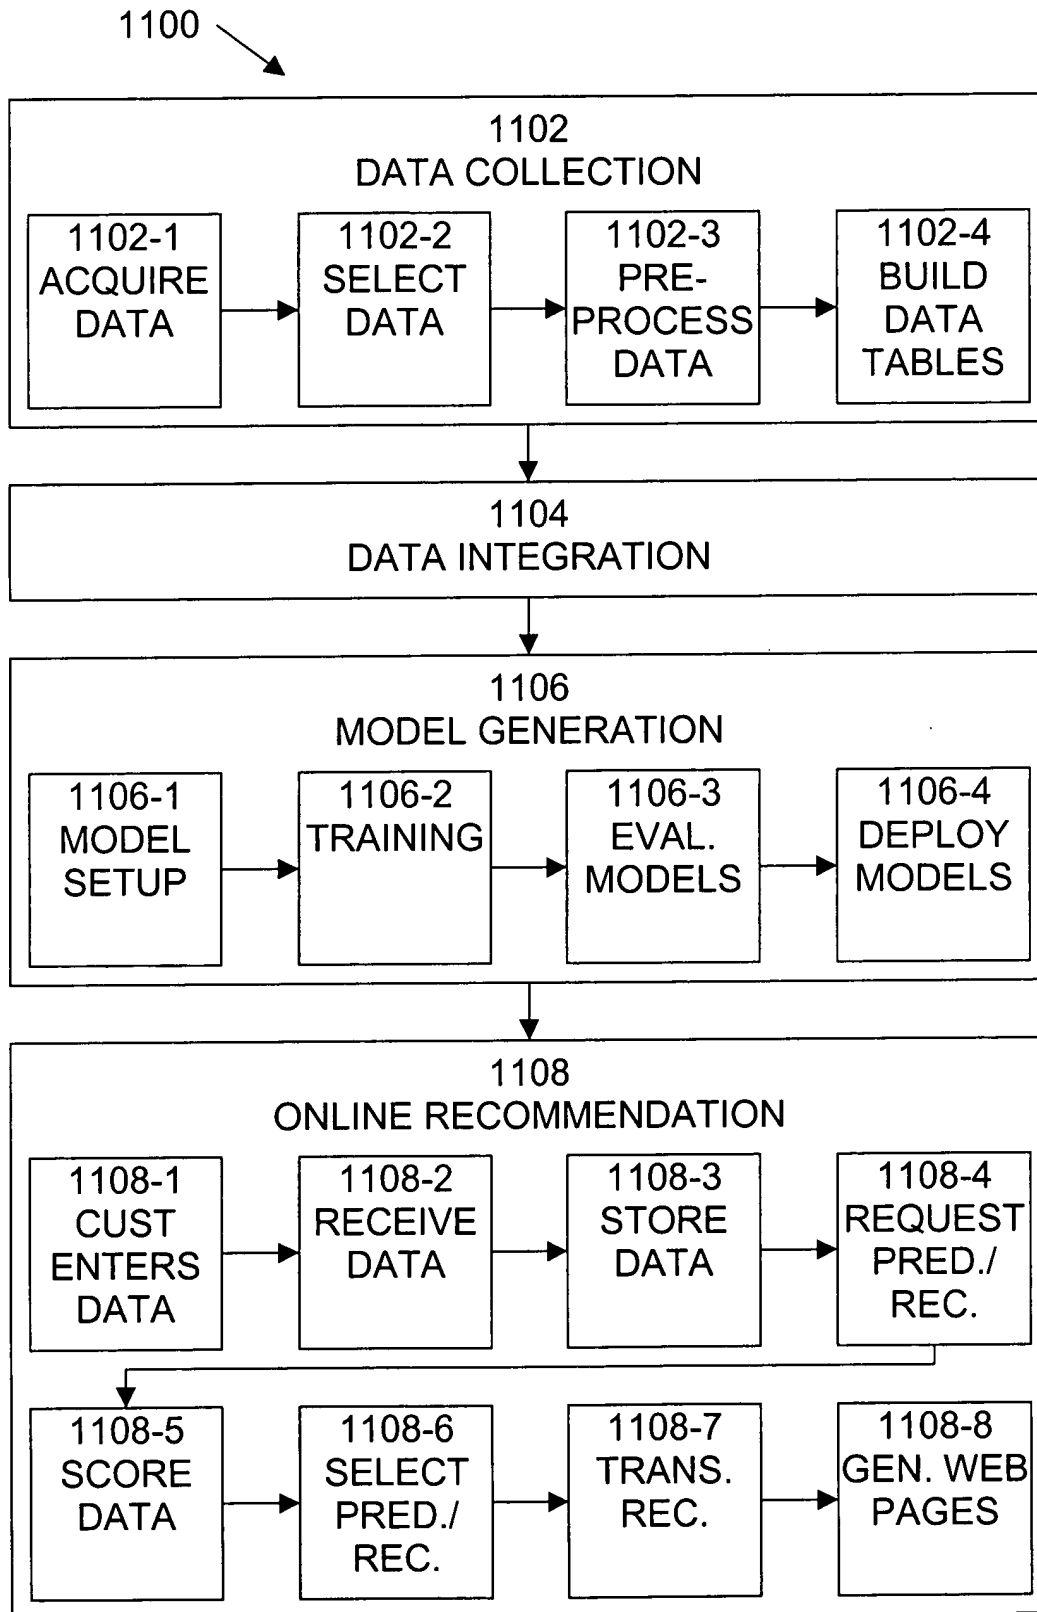 1100
1102
DATA COLLECTION
1102-1
ACQUIRE
DATA
1102-2
SELECT
DATA
1102-3
PRE-
PROCESS
DATA
1102-4
BUILD
DATA
TABLES
1104
DATA INTEGRATION
1106
MODEL GENERATION
1106-1
MODEL
SETUP
1106-2
TRAINING
1106-3
EVAL.
MODELS
1106-4
DEPLOY
MODELS
1108
ONLINE RECOMMENDATION
1108-1
CUST
ENTERS
DATA
1108-2
RECEIVE
DATA
1108-3
STORE
DATA
1108-4
REQUEST
PRED./
REC.
1108-5
SCORE
DATA
1108-6
SELECT
PRED./
REC.
1108-7
TRANS.
REC.
1108-8
GEN. WEB
PAGES